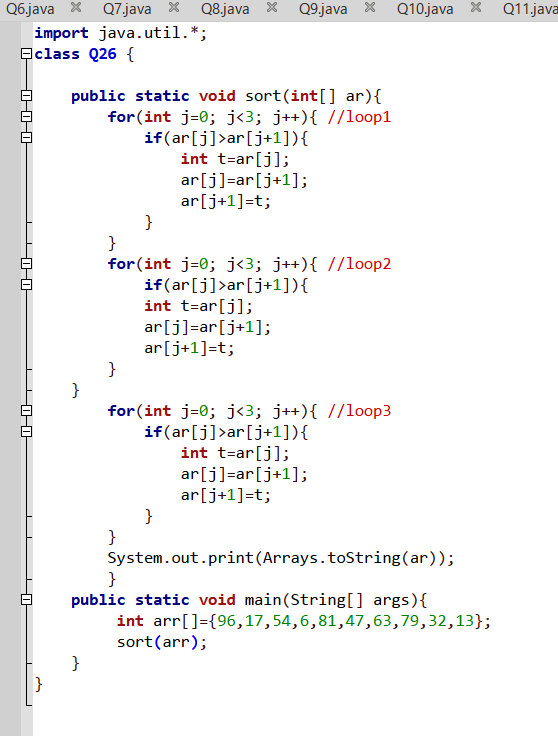 Q6.java Q7.java Q8.java Q9.java Q10.java Q11.java
import java.util.*;
class Q26 {
    public static void sort(int[] ar){
        for(int j=0; j<3; j++){ //loop1
            if(ar[j]>ar[j+1]){
                int t=ar[j];
                ar[j]=ar[j+1];
                ar[j+1]=t;
            }
        }
        for(int j=0; j<3; j++){ //loop2
            if(ar[j]>ar[j+1]){
            int t=ar[j];
            ar[j]=ar[j+1];
            ar[j+1]=t;
        }
    }
        for(int j=0; j<3; j++){ //loop3
            if(ar[j]>ar[j+1]){
                int t=ar[j];
                ar[j]=ar[j+1];
                ar[j+1]=t;
            }
        }
        System.out.print(Arrays.toString(ar));
        }
    public static void main(String[] args){
         int arr[]={96,17,54,6,81,47,63,79,32,13};
         sort(arr);
    }
}